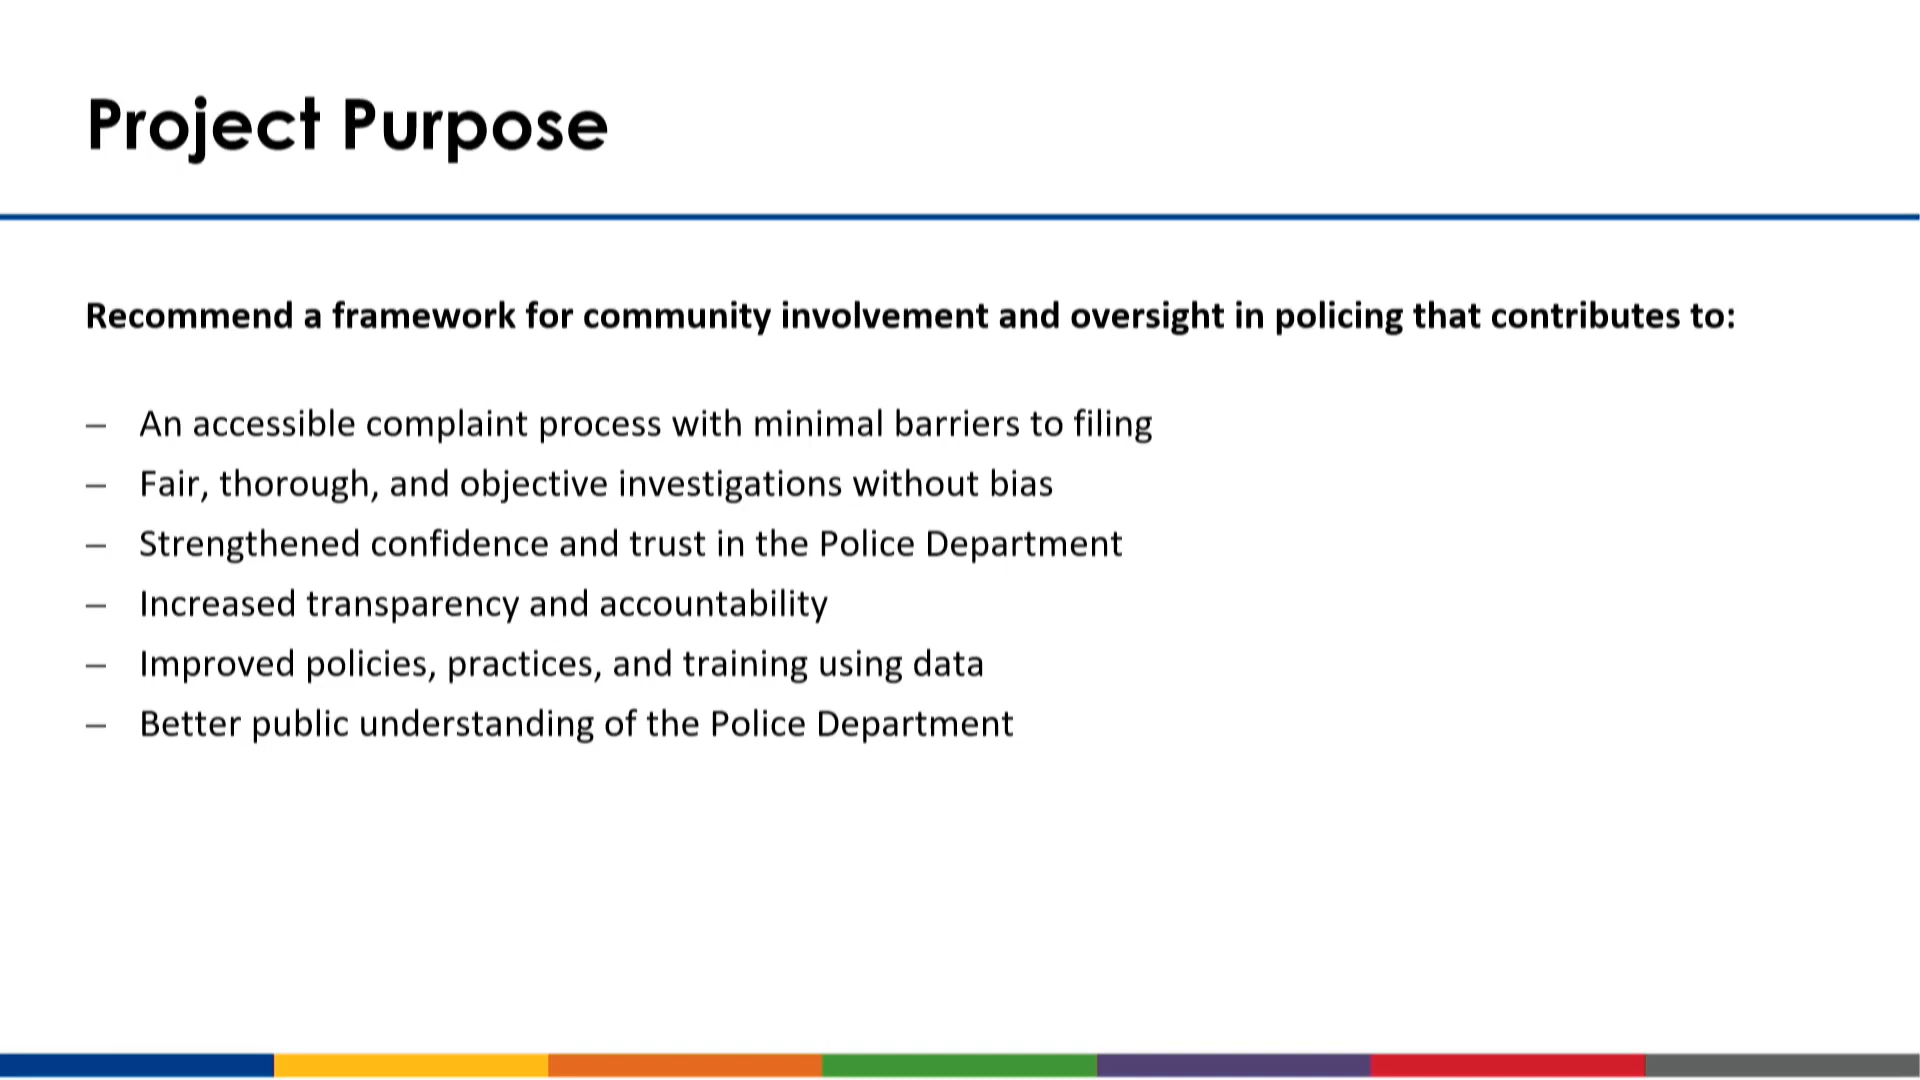 Project Purpose
Recommend a framework for community involvement and oversight in policing that contributes to:
– An accessible complaint process with minimal barriers to filing
– Fair, thorough, and objective investigations without bias
– Strengthened confidence and trust in the Police Department
– Increased transparency and accountability
– Improved policies, practices, and training using data
– Better public understanding of the Police Department